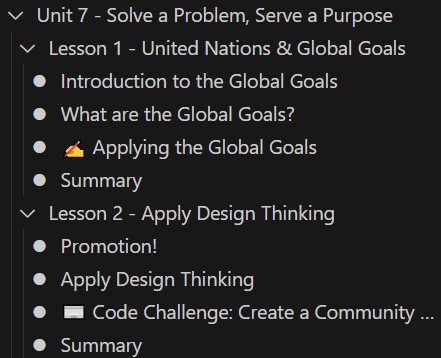 Unit 7 - Solve a Problem, Serve a Purpose
Lesson 1 - United Nations & Global Goals
Introduction to the Global Goals
What are the Global Goals?
✍️ Applying the Global Goals
Summary
Lesson 2 - Apply Design Thinking
Promotion!
Apply Design Thinking
⌨️ Code Challenge: Create a Community ...
Summary